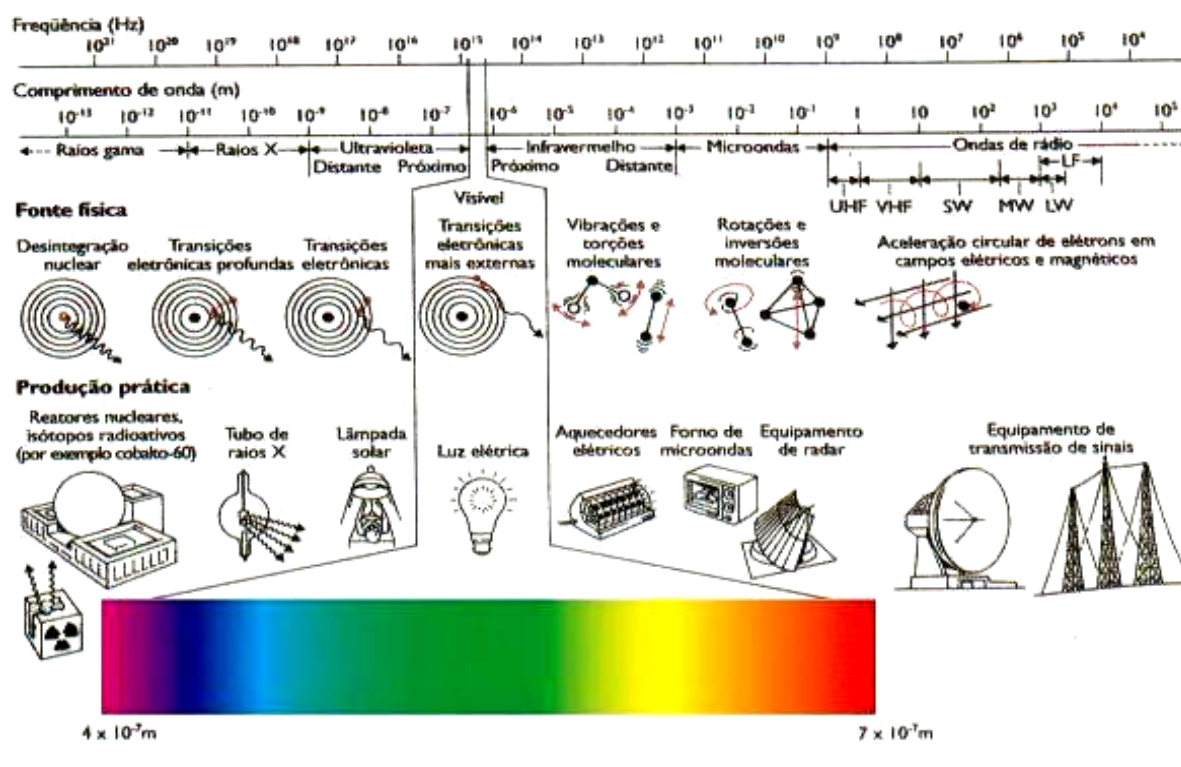 Freqüência (Hz)
10²¹ 10²⁰ 10¹⁹ 10¹⁸ 10¹⁷ 10¹⁶ 10¹⁵ 10¹⁴ 10¹³ 10¹² 10¹¹ 10¹⁰ 10⁹ 10⁸ 10⁷ 10⁶ 10⁵ 10⁴
Comprimento de onda (m)
10⁻¹³ 10⁻¹² 10⁻¹¹ 10⁻¹⁰ 10⁻⁹ 10⁻⁸ 10⁻⁷ 10⁻⁶ 10⁻⁵ 10⁻⁴ 10⁻³ 10⁻² 10⁻¹ 1 10 10² 10³ 10⁴ 10⁵
Raios gama Raios X Ultravioleta Infravermelho Microondas Ondas de rádio
Distante Próximo Próximo Distante LF
UHF VHF SW MW LW
Visível
Fonte física
Desintegração
nuclear
Transições
eletrônicas profundas
Transições
eletrônicas
Transições
eletrônicas
mais externas
Vibrações e
torções
moleculares
Rotações e
inversões
moleculares
Aceleração circular de elétrons em
campos elétricos e magnéticos
Produção prática
Reatores nucleares,
isótopos radioativos
(por exemplo cobalto-60)
Tubo de
raios X
Lâmpada
solar
Luz elétrica
Aquecedores
elétricos
Forno de
microondas
Equipamento
de radar
Equipamento de
transmissão de sinais
4 x 10⁻⁷m
7 x 10⁻⁷m